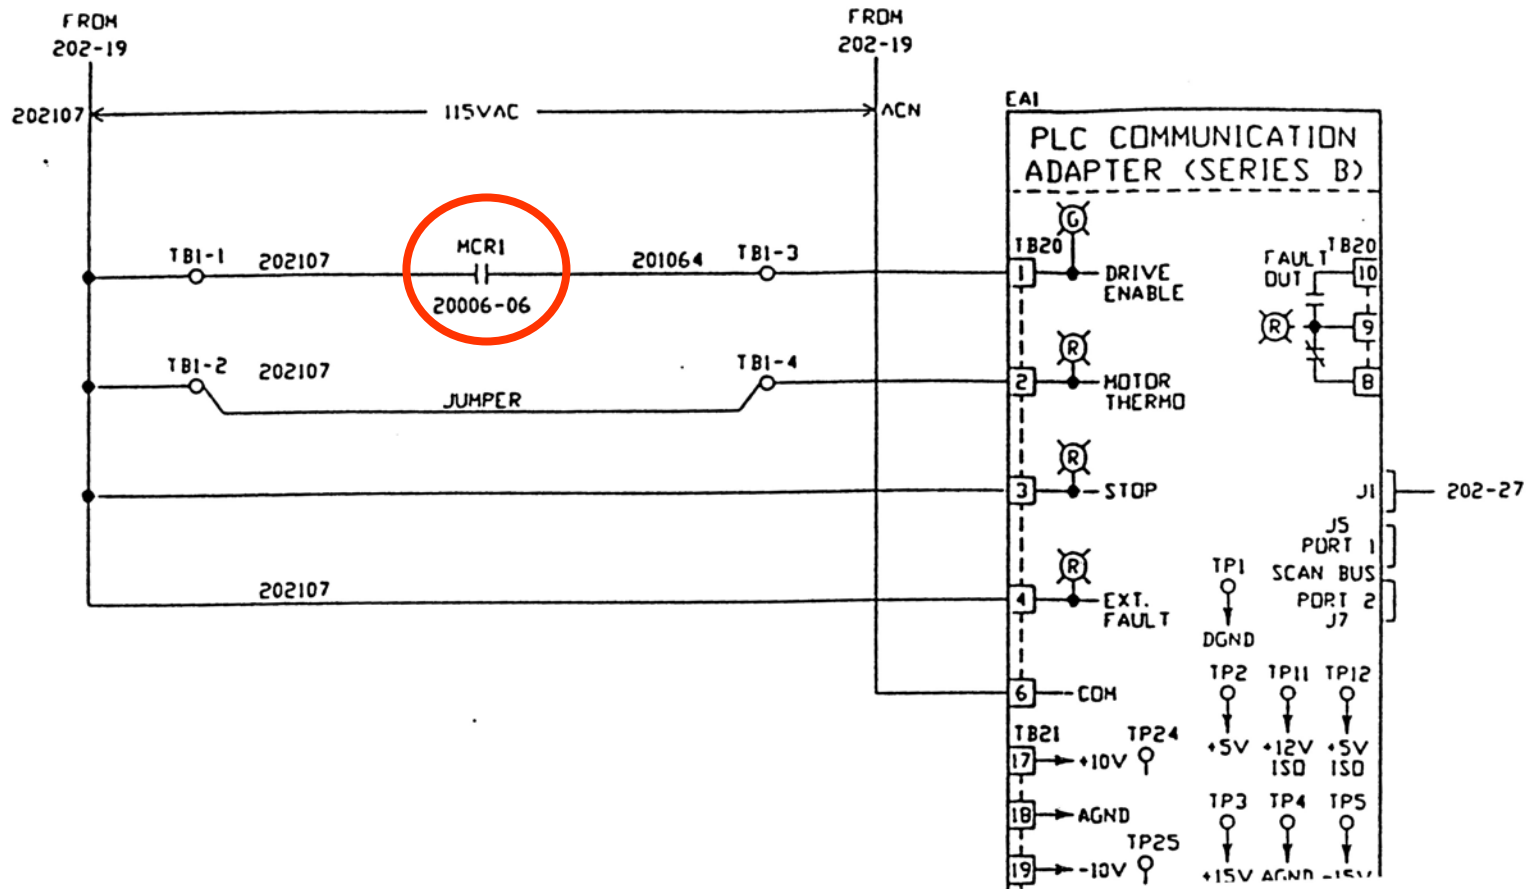 FROM
202-19
FROM
202-19
202107
115VAC
ACN
EA1
PLC COMMUNICATION
ADAPTER (SERIES B)
G
TB1-1
202107
MCR1
20006-06
201064
TB1-3
TB20
1
DRIVE
ENABLE
FAULT
OUT
TB20
10
R
9
8
TB1-2
202107
JUMPER
TB1-4
R
2
MOTOR
THERMO
R
3
STOP
J1
202-27
J5
PORT 1
SCAN BUS
PORT 2
J7
202107
R
4
EXT.
FAULT
TP1
DGND
6
COM
TP2
TP11
TP12
+5V
+12V
ISO
+5V
ISO
TB21
17
+10V
TP24
18
AGND
TP3
TP4
TP5
19
-10V
TP25
+15V
AGND
-15V